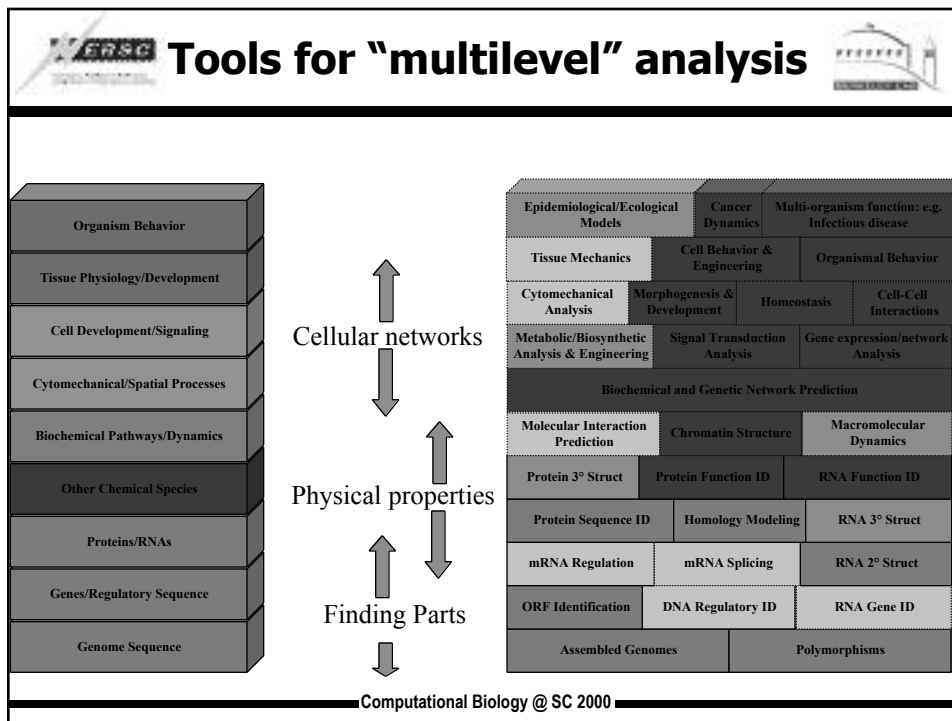 NERSC
Tools for “multilevel” analysis
Organism Behavior
Tissue Physiology/Development
Cell Development/Signaling
Cytomechanical/Spatial Processes
Biochemical Pathways/Dynamics
Other Chemical Species
Proteins/RNAs
Genes/Regulatory Sequence
Genome Sequence
Cellular networks
Physical properties
Finding Parts
Epidemiological/Ecological
Models
Cancer
Dynamics
Multi-organism function: e.g.
Infectious disease
Tissue Mechanics
Cell Behavior &
Engineering
Organismal Behavior
Cytomechanical
Analysis
Morphogenesis &
Development
Homeostasis
Cell-Cell
Interactions
Metabolic/Biosynthetic
Analysis & Engineering
Signal Transduction
Analysis
Gene expression/network
Analysis
Biochemical and Genetic Network Prediction
Molecular Interaction
Prediction
Chromatin Structure
Macromolecular
Dynamics
Protein 3° Struct
Protein Function ID
RNA Function ID
Protein Sequence ID
Homology Modeling
RNA 3° Struct
mRNA Regulation
mRNA Splicing
RNA 2° Struct
ORF Identification
DNA Regulatory ID
RNA Gene ID
Assembled Genomes
Polymorphisms
Computational Biology @ SC 2000